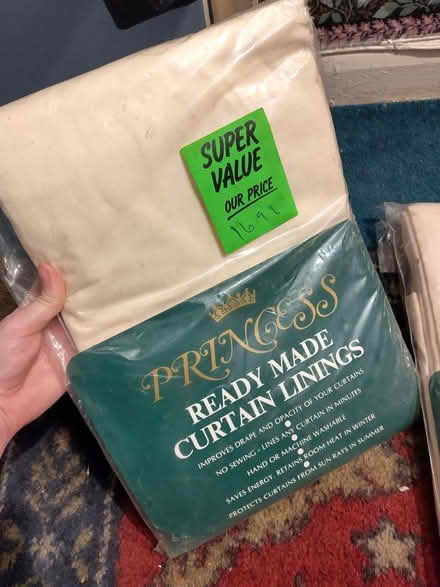 SUPER
VALUE
OUR PRICE
PRINCESS
READY MADE
CURTAIN LININGS
IMPROVES DRAPE AND OPACITY OF YOUR CURTAINS
NO SEWING - LINES ANY CURTAIN IN MINUTES
HAND OR MACHINE WASHABLE
SAVES ENERGY, RETAINS ROOM HEAT IN WINTER
PROTECTS CURTAINS FROM SUN RAYS IN SUMMER